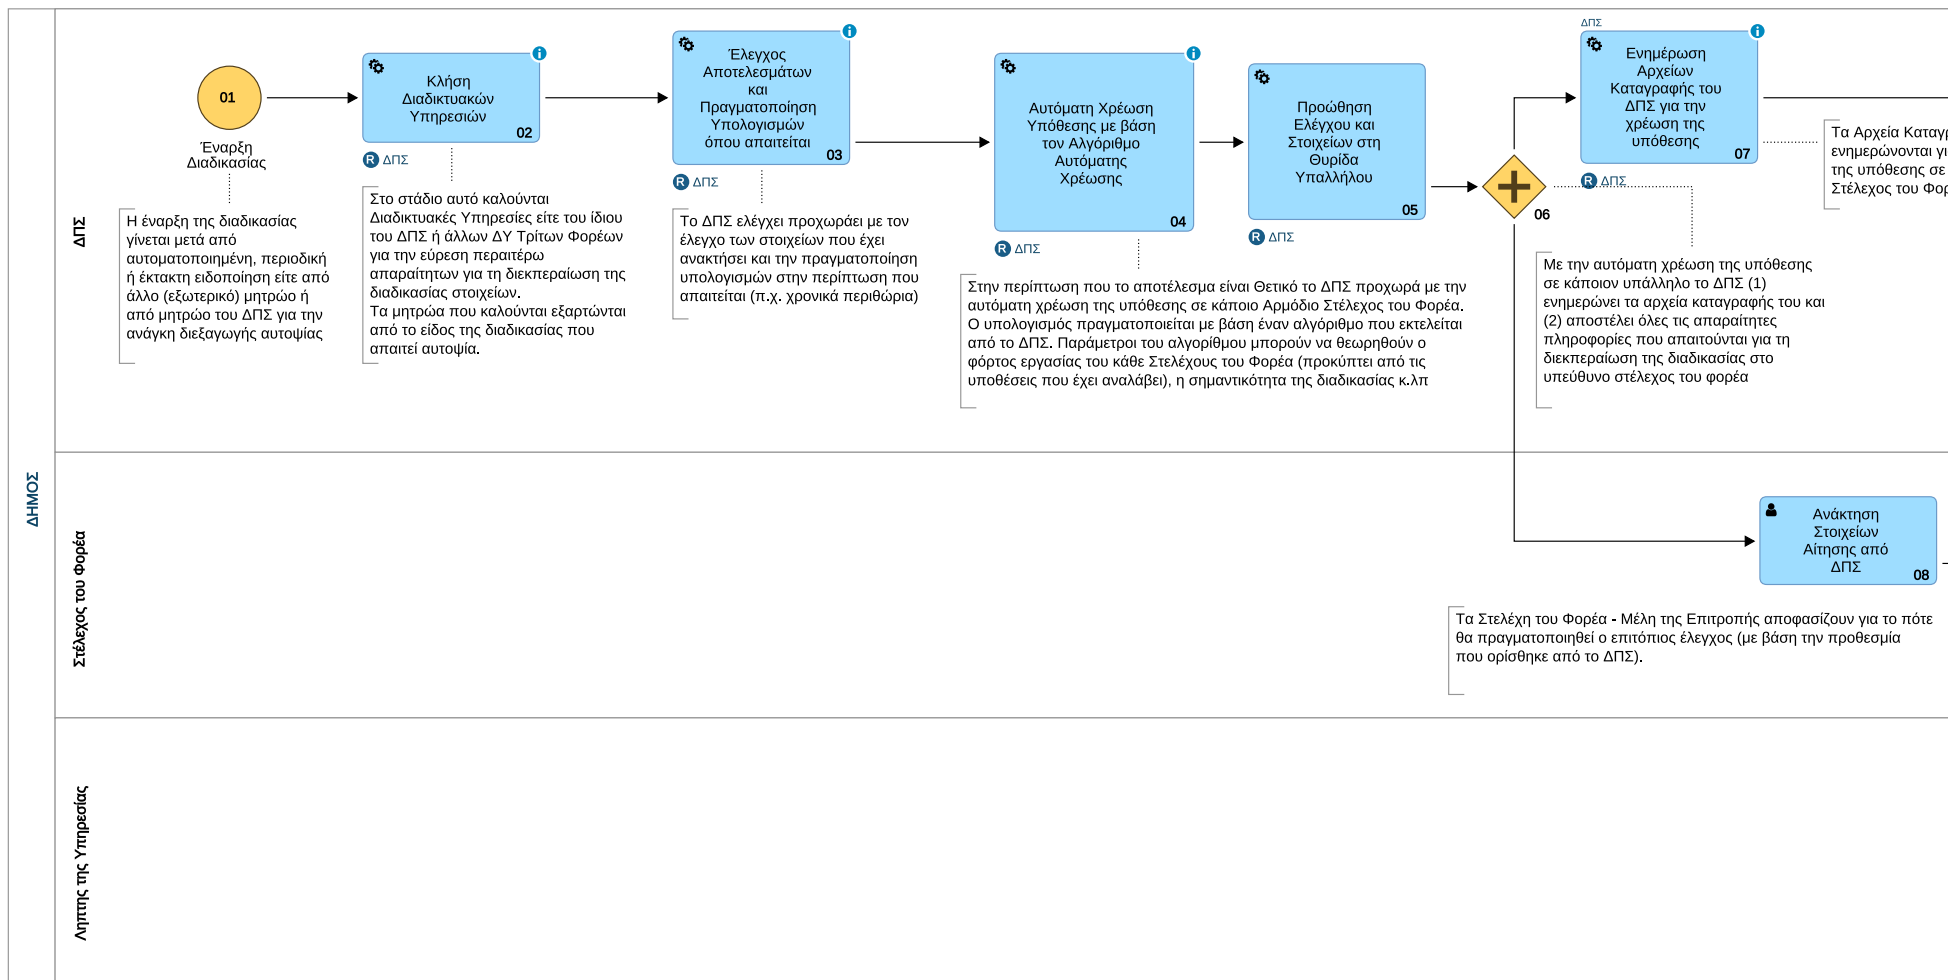 ΔΗΜΟΣ
ΔΠΣ
01
Έναρξη
Διαδικασίας
Η έναρξη της διαδικασίας
γίνεται μετά από
αυτοματοποιημένη, περιοδική
ή έκτακτη ειδοποίηση είτε από
άλλο (εξωτερικό) μητρώο ή
από μητρώο του ΔΠΣ για την
ανάγκη διεξαγωγής αυτοψίας
Κλήση
Διαδικτυακών
Υπηρεσιών
02
R ΔΠΣ
Στο στάδιο αυτό καλούνται
Διαδικτυακές Υπηρεσίες είτε του ίδιου
του ΔΠΣ ή άλλων ΔΥ Τρίτων Φορέων
για την εύρεση περαιτέρω
απαραίτητων για τη διεκπεραίωση της
διαδικασίας στοιχείων.
Τα μητρώα που καλούνται εξαρτώνται
από το είδος της διαδικασίας που
απαιτεί αυτοψία.
Έλεγχος
Αποτελεσμάτων
και
Πραγματοποίηση
Υπολογισμών
όπου απαιτείται
03
R ΔΠΣ
Το ΔΠΣ ελέγχει προχωράει με τον
έλεγχο των στοιχείων που έχει
ανακτήσει και την πραγματοποίηση
υπολογισμών στην περίπτωση που
απαιτείται (π.χ. χρονικά περιθώρια)
Αυτόματη Χρέωση
Υπόθεσης με βάση
τον Αλγόριθμο
Αυτόματης
Χρέωσης
04
R ΔΠΣ
Στην περίπτωση που το αποτέλεσμα είναι Θετικό το ΔΠΣ προχωρά με την
αυτόματη χρέωση της υπόθεσης σε κάποιο Αρμόδιο Στέλεχος του Φορέα.
Ο υπολογισμός πραγματοποιείται με βάση έναν αλγόριθμο που εκτελείται
από το ΔΠΣ. Παράμετροι του αλγορίθμου μπορούν να θεωρηθούν ο
φόρτος εργασίας του κάθε Στελέχους του Φορέα (προκύπτει από τις
υποθέσεις που έχει αναλάβει), η σημαντικότητα της διαδικασίας κ.λπ
Προώθηση
Ελέγχου και
Στοιχείων στη
Θυρίδα
Υπαλλήλου
05
R ΔΠΣ
06
Με την αυτόματη χρέωση της υπόθεσης
σε κάποιον υπάλληλο το ΔΠΣ (1)
ενημερώνει τα αρχεία καταγραφής του και
(2) αποστέλει όλες τις απαραίτητες
πληροφορίες που απαιτούνται για τη
διεκπεραίωση της διαδικασίας στο
υπεύθυνο στέλεχος του φορέα
ΔΠΣ
Ενημέρωση
Αρχείων
Καταγραφής του
ΔΠΣ για την
χρέωση της
υπόθεσης
07
R ΔΠΣ
Τα Αρχεία Καταγρ
ενημερώνονται γι
της υπόθεσης σε
Στέλεχος του Φορ
Στέλεχος του Φορέα
Ανάκτηση
Στοιχείων
Αίτησης από
ΔΠΣ
08
Τα Στελέχη του Φορέα - Μέλη της Επιτροπής αποφασίζουν για το πότε
θα πραγματοποιηθεί ο επιτόπιος έλεγχος (με βάση την προθεσμία
που ορίσθηκε από το ΔΠΣ).
Ληπτης της Υπηρεσίας